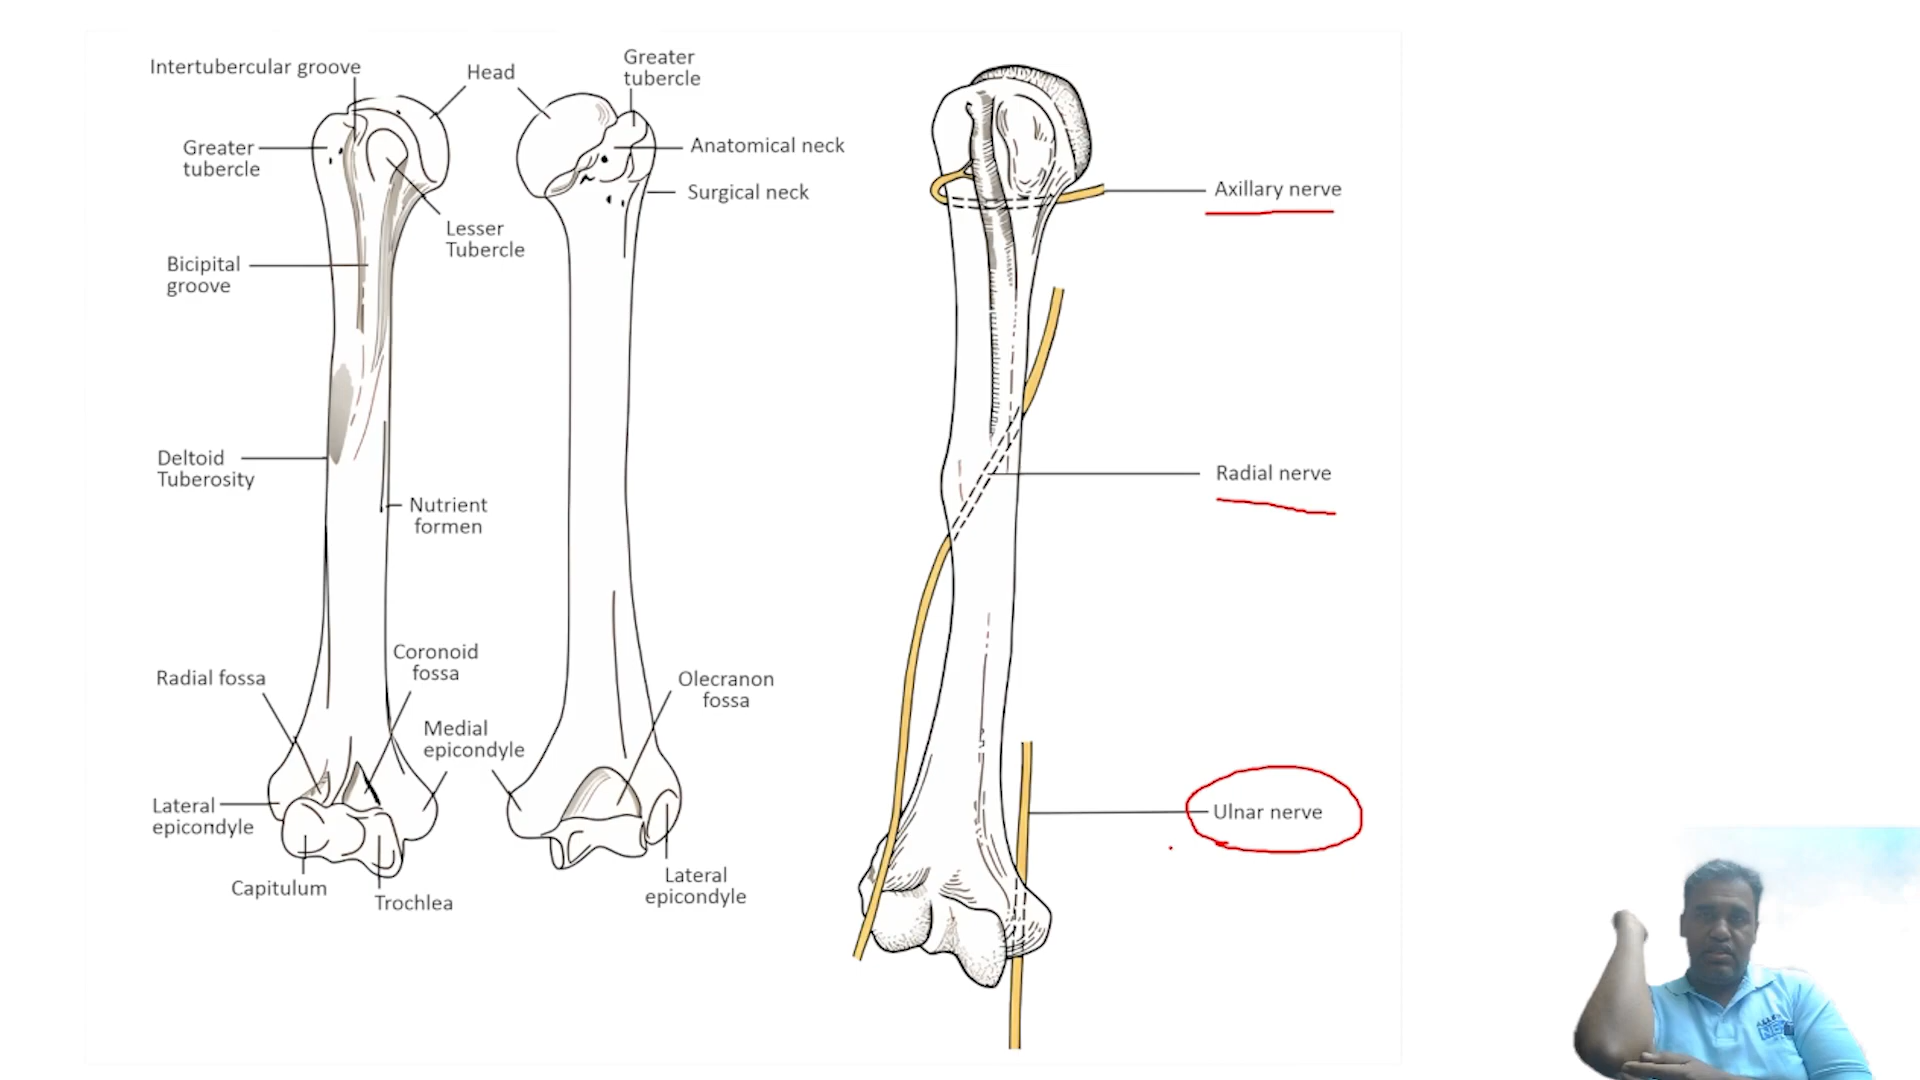 Intertubercular groove
Head
Greater
tubercle
Greater
tubercle
Anatomical neck
Surgical neck
Lesser
Tubercle
Bicipital
groove
Deltoid
Tuberosity
Nutrient
formen
Radial fossa
Coronoid
fossa
Medial
epicondyle
Olecranon
fossa
Lateral
epicondyle
Capitulum
Trochlea
Lateral
epicondyle
Axillary nerve
Radial nerve
Ulnar nerve